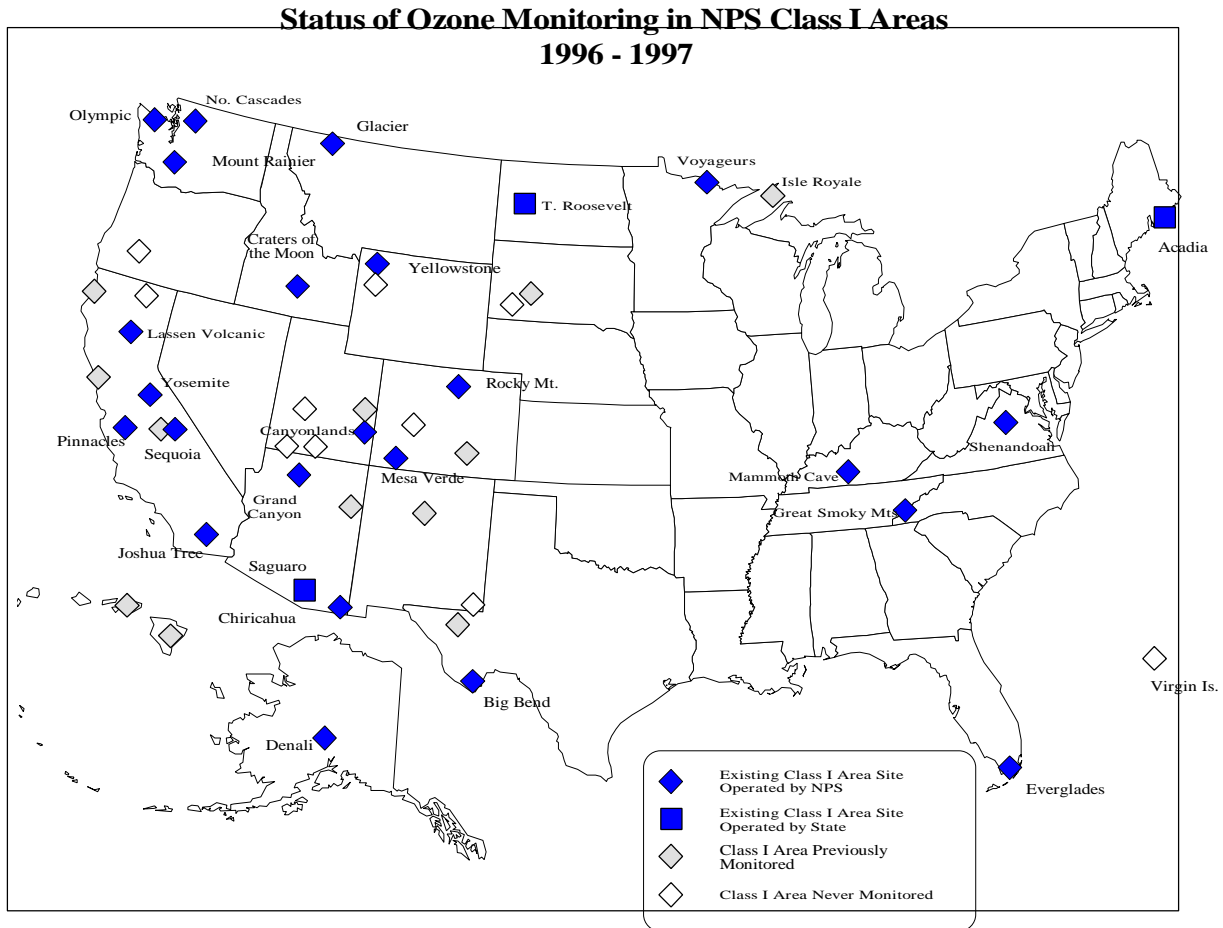 Status of Ozone Monitoring in NPS Class I Areas
1996 - 1997
No. Cascades
Olympic
Glacier
Mount Rainier
Voyageurs
Isle Royale
T. Roosevelt
Acadia
Craters of
the Moon
Yellowstone
Lassen Volcanic
Yosemite
Rocky Mt.
Pinnacles
Canyonlands
Sequoia
Shenandoah
Mesa Verde
Mammoth Cave
Grand
Canyon
Great Smoky Mts.
Joshua Tree
Saguaro
Chiricahua
Virgin Is.
Big Bend
Denali
Everglades
Existing Class I Area Site
Operated by NPS
Existing Class I Area Site
Operated by State
Class I Area Previously
Monitored
Class I Area Never Monitored